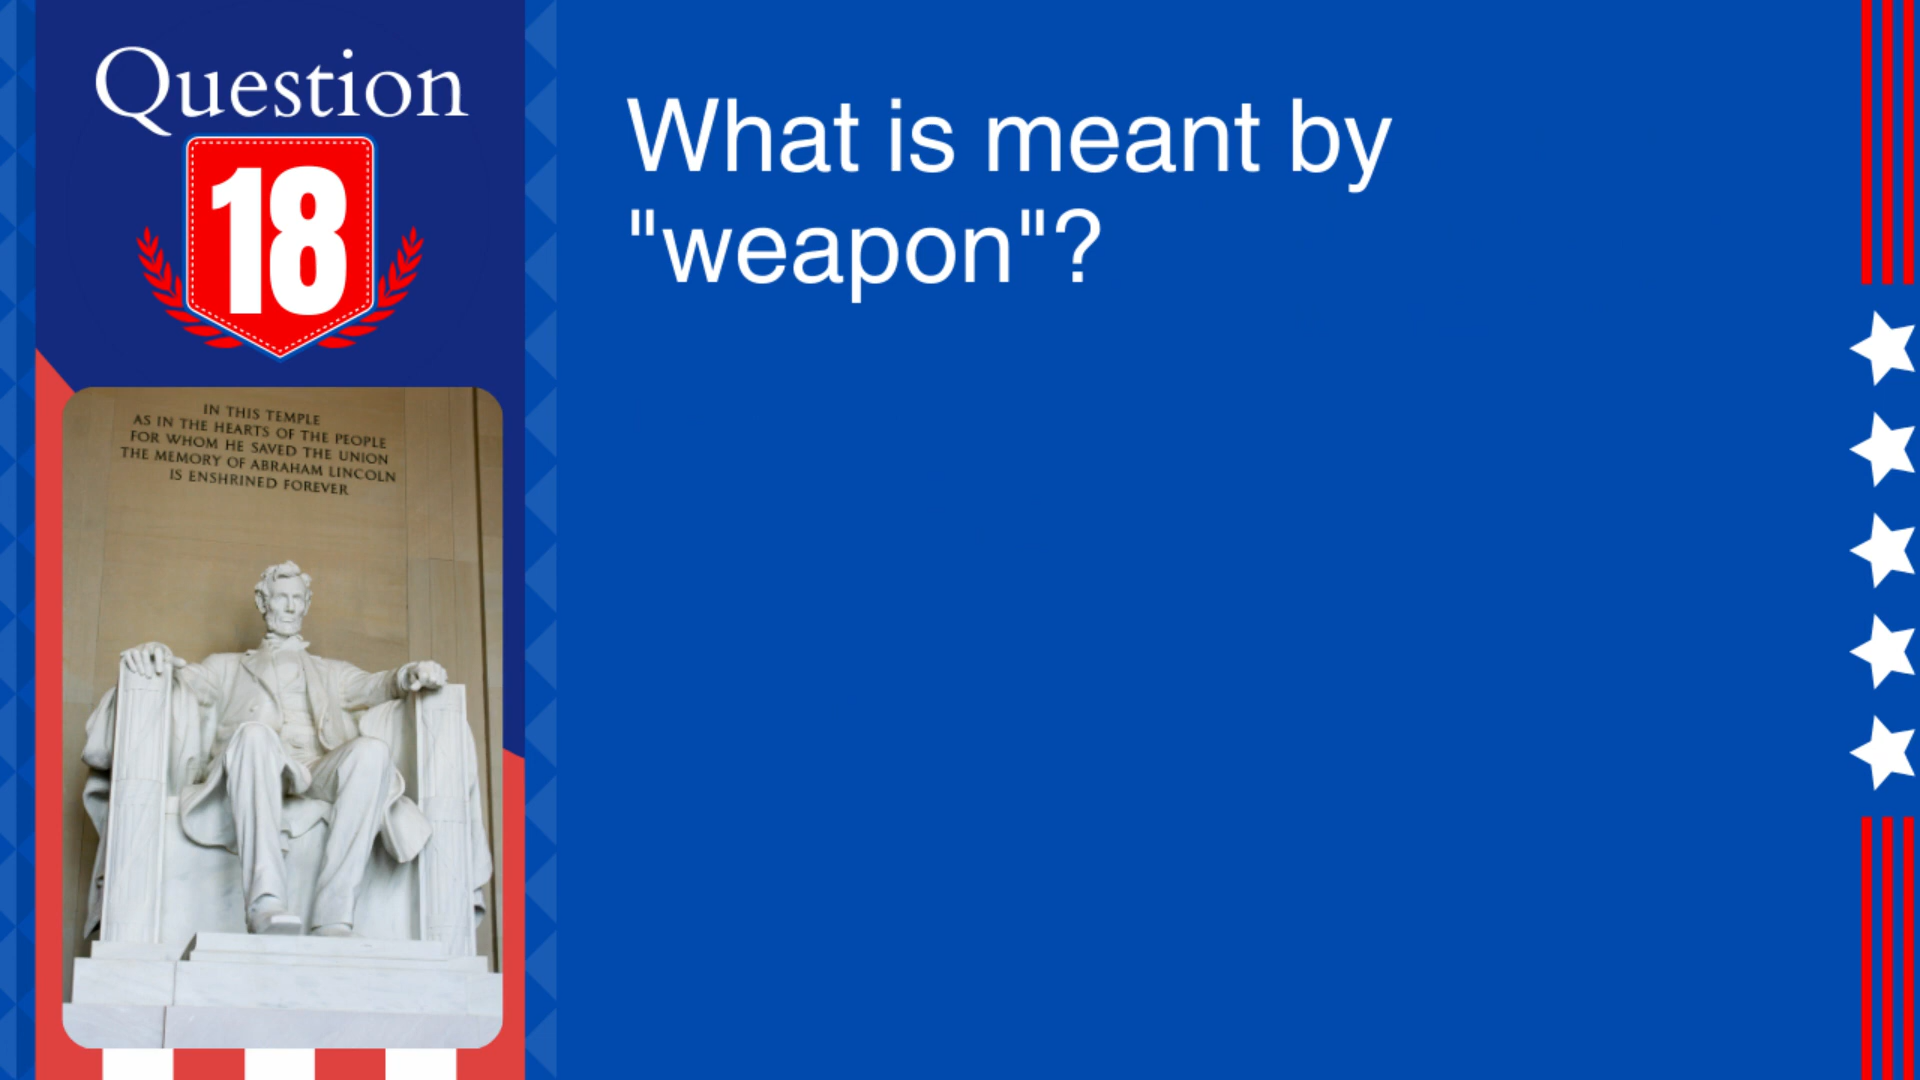 Question
18
IN THIS TEMPLE
AS IN THE HEARTS OF THE PEOPLE
FOR WHOM HE SAVED THE UNION
THE MEMORY OF ABRAHAM LINCOLN
IS ENSHRINED FOREVER
What is meant by
"weapon"?